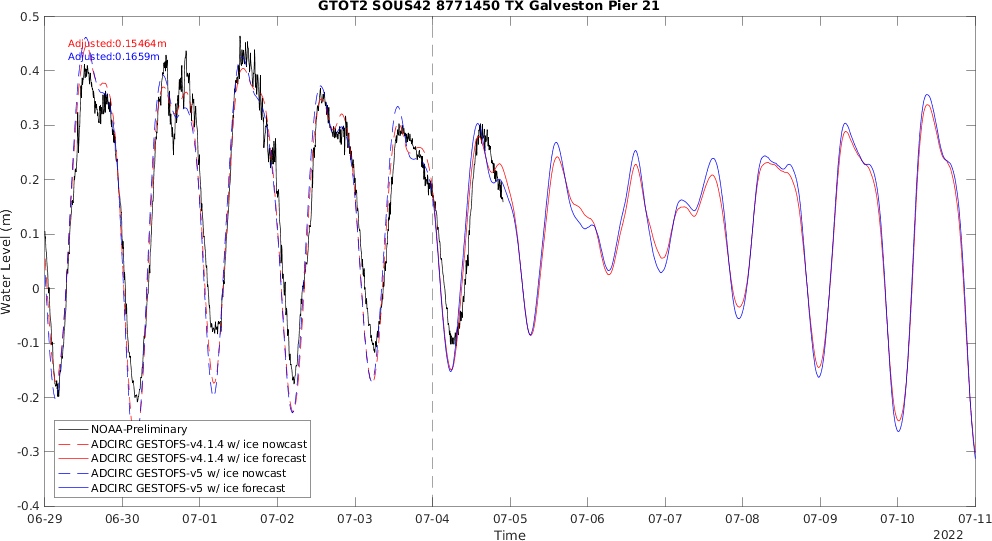 GTOT2 SOUS42 8771450 TX Galveston Pier 21
Adjusted:0.15464m
Adjusted:0.1659m
0.5
0.4
0.3
0.2
0.1
0
-0.1
-0.2
-0.3
-0.4
Water Level (m)
NOAA-Preliminary
ADCIRC GESTOFS-v4.1.4 w/ ice nowcast
ADCIRC GESTOFS-v4.1.4 w/ ice forecast
ADCIRC GESTOFS-v5 w/ ice nowcast
ADCIRC GESTOFS-v5 w/ ice forecast
06-29 06-30 07-01 07-02 07-03 07-04 07-05 07-06 07-07 07-08 07-09 07-10 07-11
Time
2022